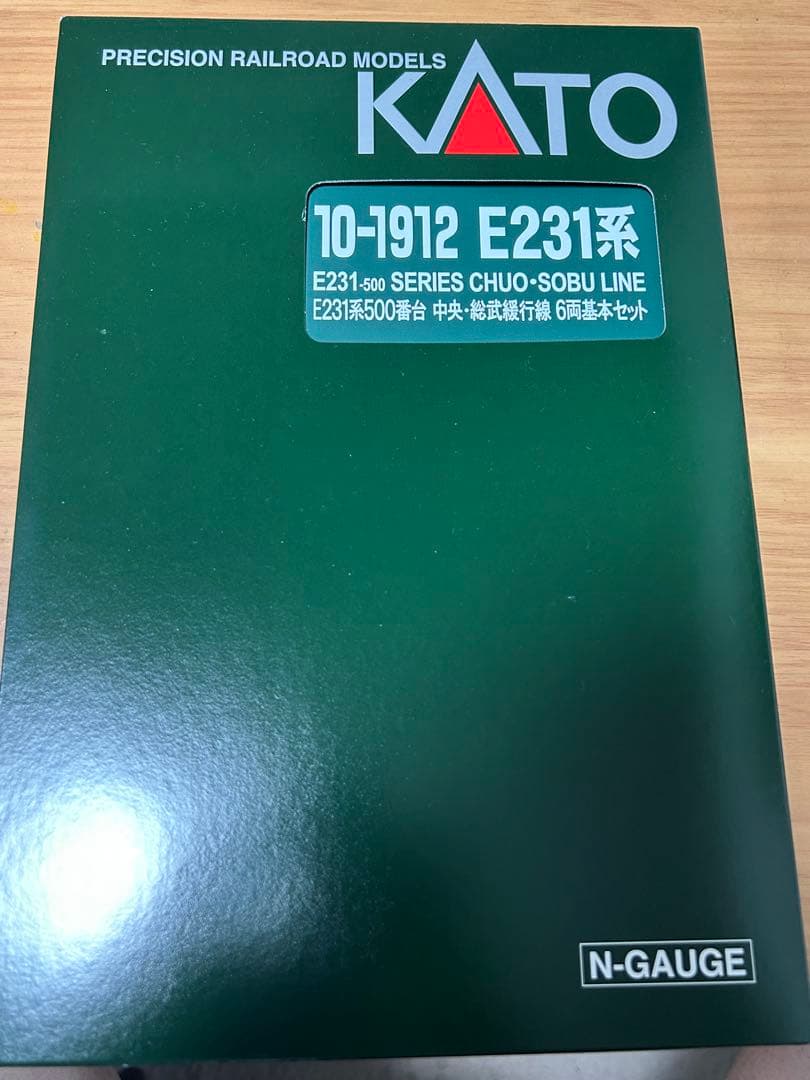 PRECISION RAILROAD MODELS
KATO
10-1912 E231系
E231-500 SERIES CHUO・SOBU LINE
E231系500番台 中央・総武緩行線 6両基本セット
N-GAUGE